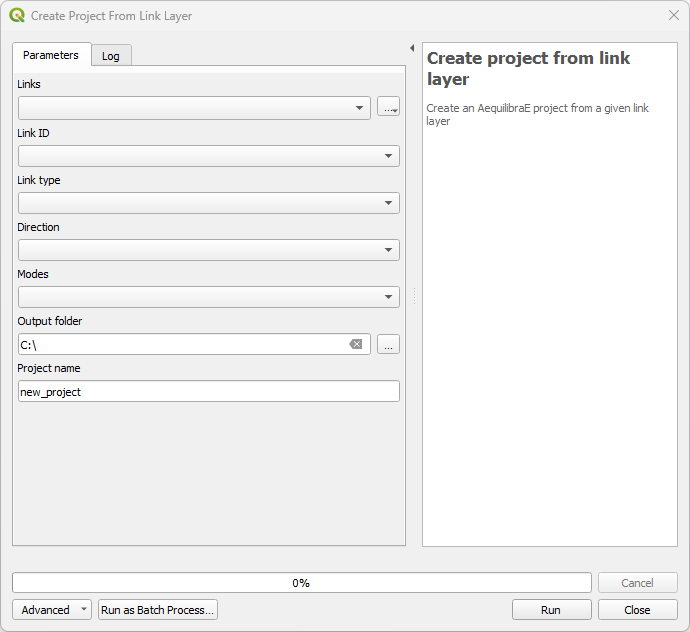 Create Project From Link Layer
Parameters
Log
Links
...
Link ID
Link type
Direction
Modes
Output folder
C:\
...
Project name
new_project
Create project from link
layer
Create an AequilibraE project from a given link
layer
0%
Cancel
Advanced
Run as Batch Process...
Run
Close